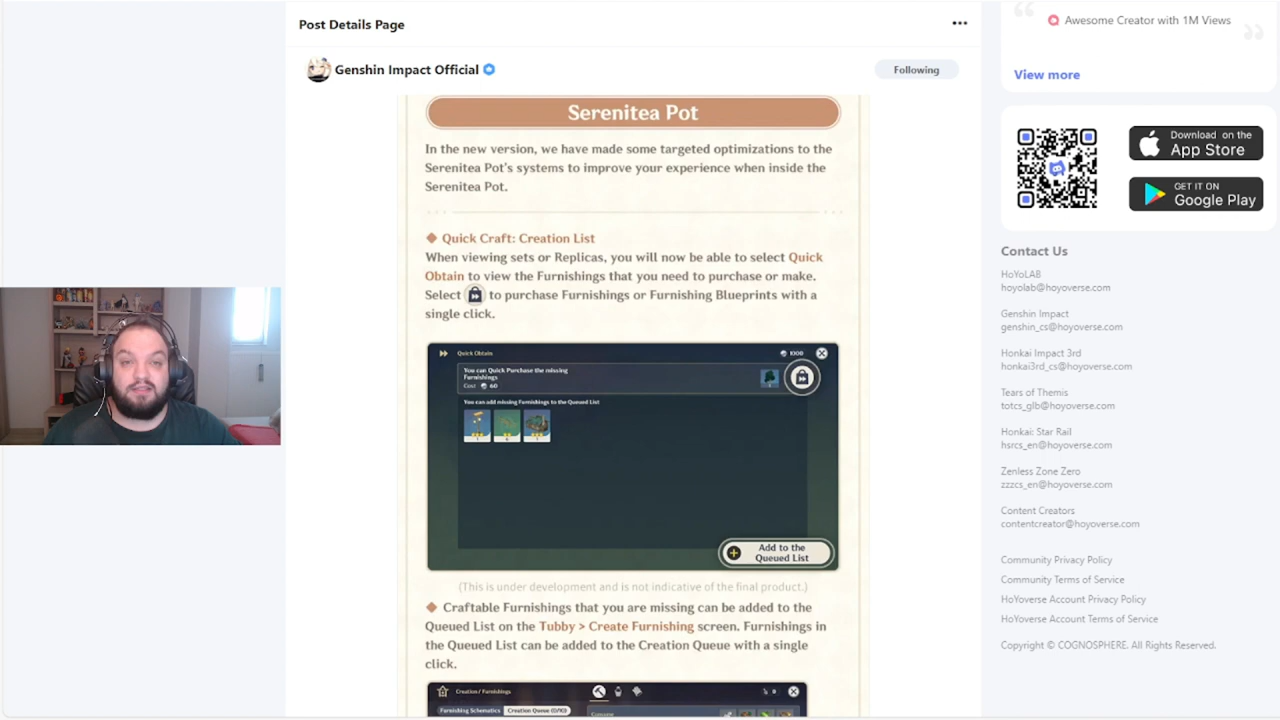 Post Details Page
Genshin Impact Official
Following
Serenitea Pot
In the new version, we have made some targeted optimizations to the
Serenitea Pot's systems to improve your experience when inside the
Serenitea Pot.
Quick Craft: Creation List
When viewing sets or Replicas, you will now be able to select Quick
Obtain to view the Furnishings that you need to purchase or make.
Select to purchase Furnishings or Furnishing Blueprints with a
single click.
Quick Obtain
1000
You can Quick Purchase the missing
Furnishings
Cost 60
You can add missing Furnishings to the Queued List
Add to the
Queued List
(This is under development and is not indicative of the final product.)
Craftable Furnishings that you are missing can be added to the
Queued List on the Tubby > Create Furnishing screen. Furnishings in
the Queued List can be added to the Creation Queue with a single
click.
Creation / Furnishings
Furnishing Schematics
Creation Queue (0/10)
Awesome Creator with 1M Views
View more
Download on the
App Store
GET IT ON
Google Play
Contact Us
HoYoLAB
hoyolab@hoyoverse.com
Genshin Impact
genshin_cs@hoyoverse.com
Honkai Impact 3rd
honkai3rd_cs@hoyoverse.com
Tears of Themis
totcs_glb@hoyoverse.com
Honkai: Star Rail
hsrcs_en@hoyoverse.com
Zenless Zone Zero
zzzcs_en@hoyoverse.com
Content Creators
contentcreator@hoyoverse.com
Community Privacy Policy
Community Terms of Service
HoYoverse Account Privacy Policy
HoYoverse Account Terms of Service
Copyright © COGNOSPHERE. All Rights Reserved.